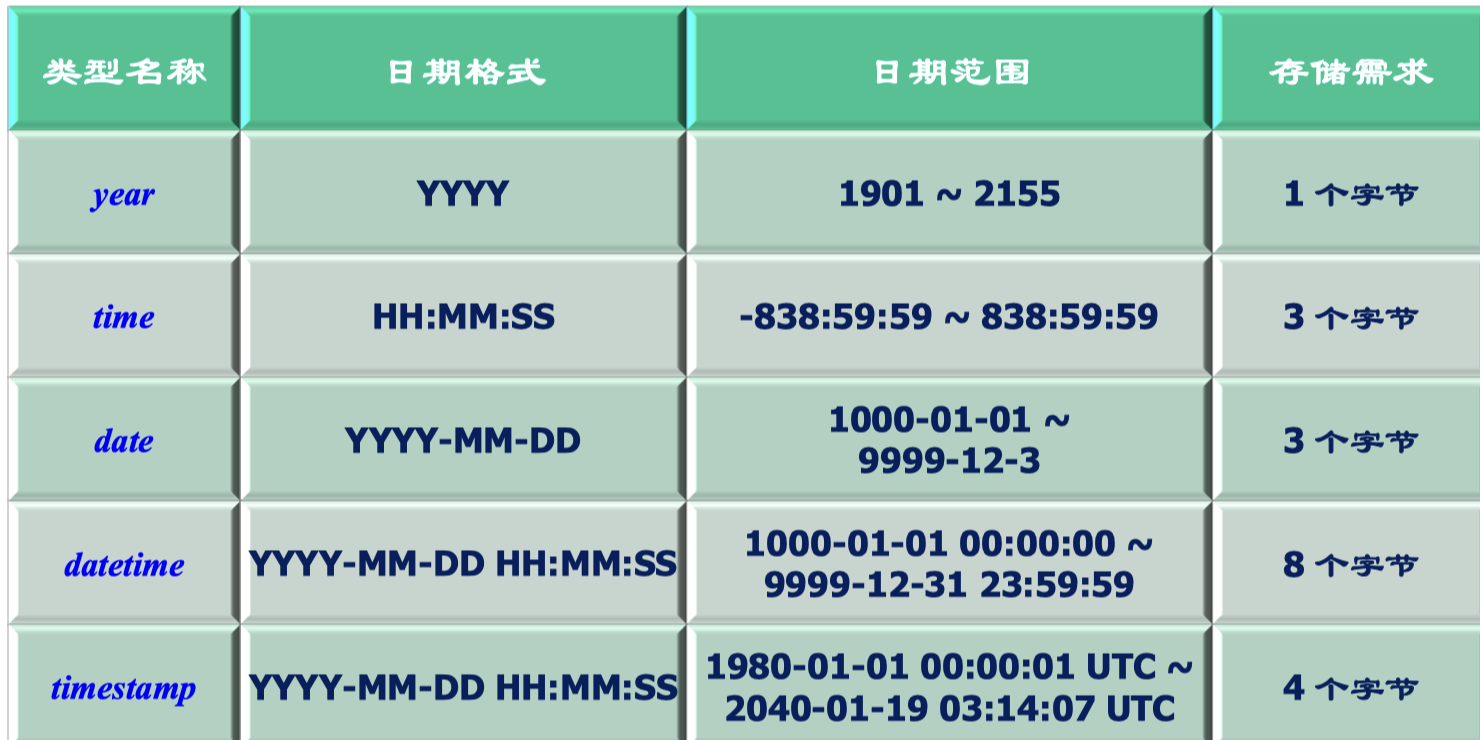 类型名称 日期格式 日期范围 存储需求
year YYYY 1901 ~ 2155 1 个字节
time HH:MM:SS -838:59:59 ~ 838:59:59 3 个字节
date YYYY-MM-DD 1000-01-01 ~
9999-12-3 3 个字节
datetime YYYY-MM-DD HH:MM:SS 1000-01-01 00:00:00 ~
9999-12-31 23:59:59 8 个字节
timestamp YYYY-MM-DD HH:MM:SS 1980-01-01 00:00:01 UTC ~
2040-01-19 03:14:07 UTC 4 个字节